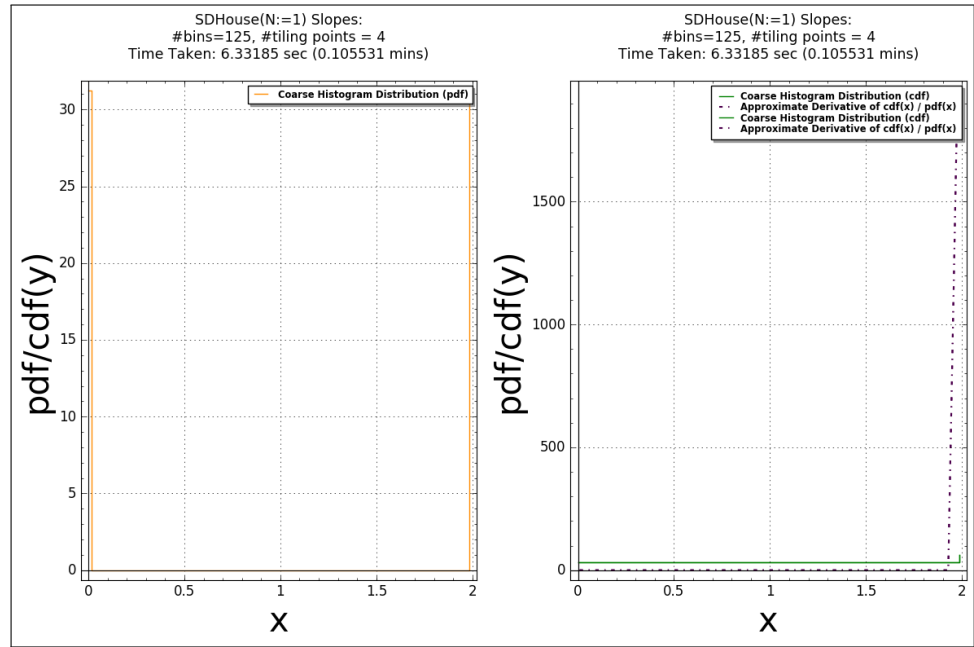 SDHouse(N:=1) Slopes:
#bins=125, #tiling points = 4
Time Taken: 6.33185 sec (0.105531 mins)
Coarse Histogram Distribution (pdf)
30
25
20
15
10
5
0
pdf/cdf(y)
0 0.5 1 1.5 2
x
SDHouse(N:=1) Slopes:
#bins=125, #tiling points = 4
Time Taken: 6.33185 sec (0.105531 mins)
Coarse Histogram Distribution (cdf)
Approximate Derivative of cdf(x) / pdf(x)
Coarse Histogram Distribution (cdf)
Approximate Derivative of cdf(x) / pdf(x)
1500
1000
500
0
pdf/cdf(y)
0 0.5 1 1.5 2
x